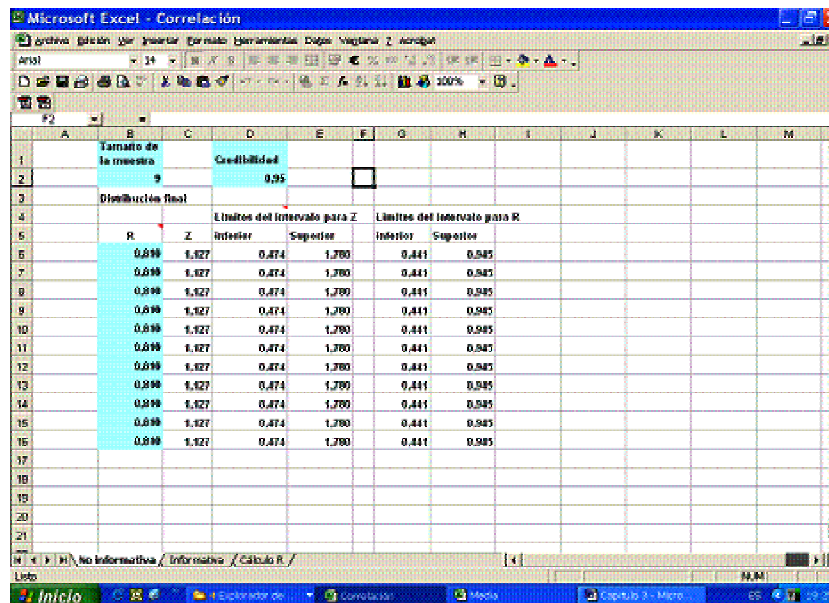 Microsoft Excel - Correlación
Archivo Edición Ver Insertar Formato Herramientas Datos Ventana ? Acrobat
Arial 14
100%
F2
A B C D E F G H I J K L M
1 Tamaño de la muestra Credibilidad
2 9 0,95
3 Distribución final
4 Límites del intervalo para Z Límites del intervalo para R
5 R Z Inferior Superior Inferior Superior
6 0,810 1,127 0,474 1,780 0,441 0,945
7 0,810 1,127 0,474 1,780 0,441 0,945
8 0,810 1,127 0,474 1,780 0,441 0,945
9 0,810 1,127 0,474 1,780 0,441 0,945
10 0,810 1,127 0,474 1,780 0,441 0,945
11 0,810 1,127 0,474 1,780 0,441 0,945
12 0,810 1,127 0,474 1,780 0,441 0,945
13 0,810 1,127 0,474 1,780 0,441 0,945
14 0,810 1,127 0,474 1,780 0,441 0,945
15 0,810 1,127 0,474 1,780 0,441 0,945
16 0,810 1,127 0,474 1,780 0,441 0,945
17
18
19
20
21
No informativa / Informativa / Cálculo R /
Listo NUM
Inicio Explorador de ... Correlación Media Capítulo 3 - Micro... ES